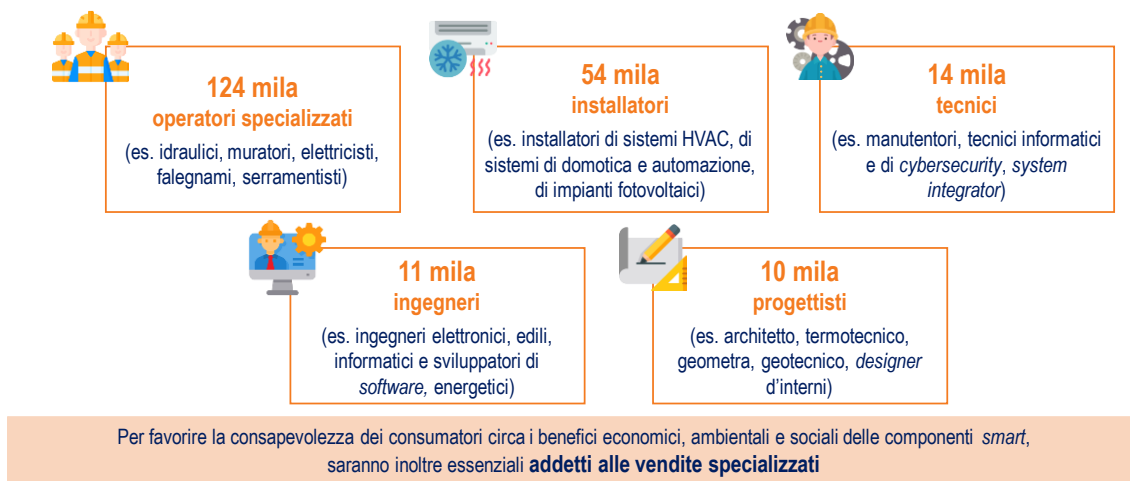 124 mila
operatori specializzati
(es. idraulici, muratori, elettricisti,
falegnami, serramentisti)
54 mila
installatori
(es. installatori di sistemi HVAC, di
sistemi di domotica e automazione,
di impianti fotovoltaici)
14 mila
tecnici
(es. manutentori, tecnici informatici
e di cybersecurity, system
integrator)
11 mila
ingegneri
(es. ingegneri elettronici, edili,
informatici e sviluppatori di
software, energetici)
10 mila
progettisti
(es. architetto, termotecnico,
geometra, geotecnico, designer
d’interni)
Per favorire la consapevolezza dei consumatori circa i benefici economici, ambientali e sociali delle componenti smart,
saranno inoltre essenziali addetti alle vendite specializzati